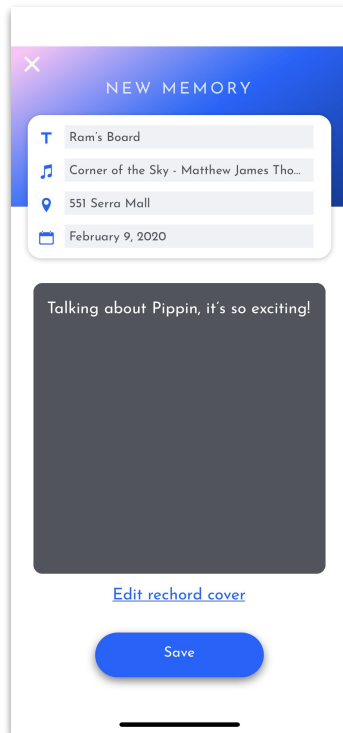 NEW MEMORY
Ram's Board
Corner of the Sky - Matthew James Tho...
551 Serra Mall
February 9, 2020
Talking about Pippin, it's so exciting!
Edit rechord cover
Save